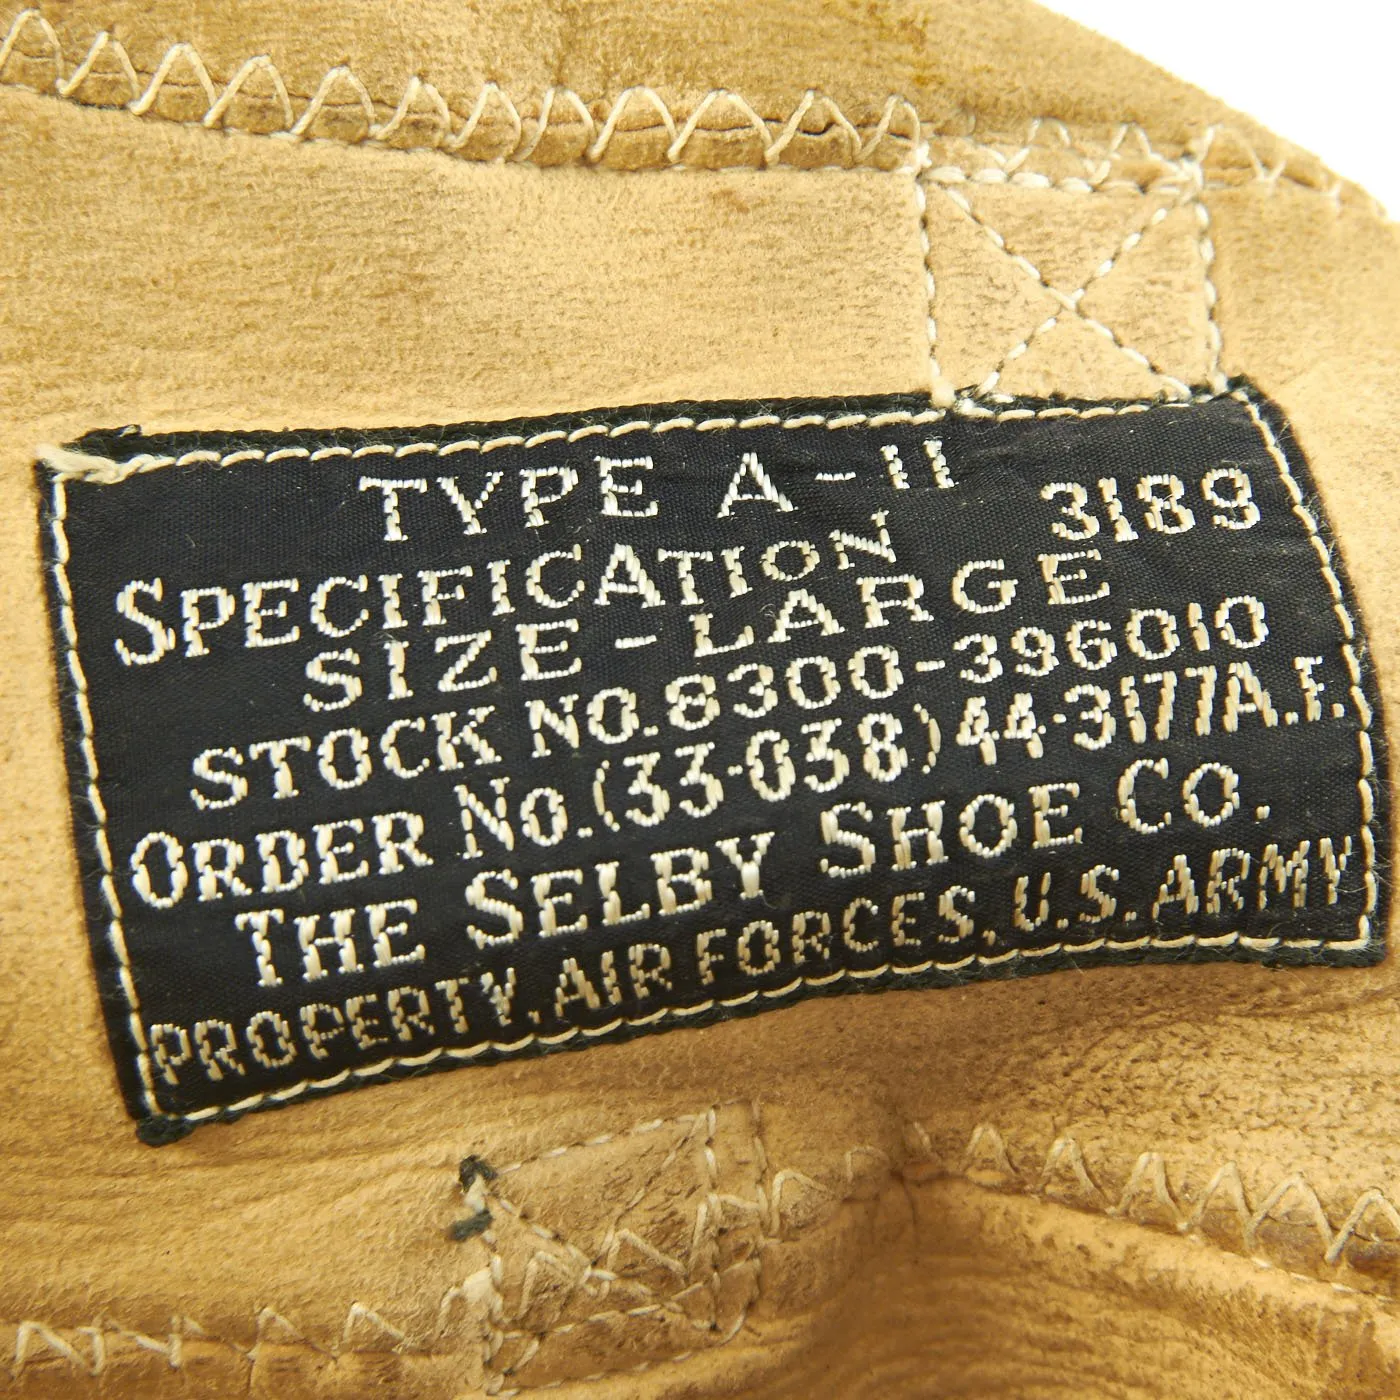 TYPE A-11
SPECIFICATION 3189
SIZE-LARGE
STOCK NO. 8300-396010
ORDER NO. (33-038) 44-3177 A.F.
THE SELBY SHOE CO.
PROPERTY, AIR FORCES, U.S. ARMY